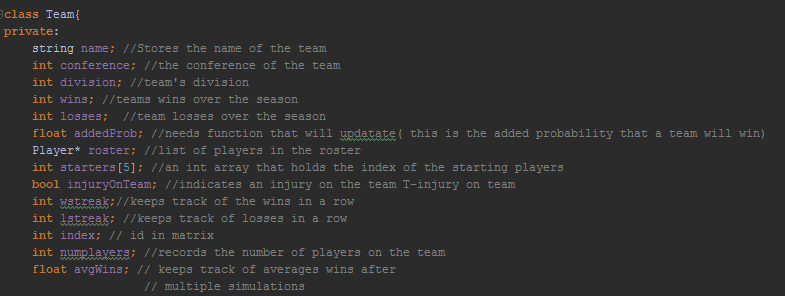 class Team{
private:
string name; //Stores the name of the team
int conference; //the conference of the team
int division; //team's division
int wins; //teams wins over the season
int losses;  //team losses over the season
float addedProb; //needs function that will updatate( this is the added probability that a team will win)
Player* roster; //list of players in the roster
int starters[5]; //an int array that holds the index of the starting players
bool injuryOnTeam; //indicates an injury on the team T-injury on team
int wstreak;//keeps track of the wins in a row
int lstreak; //keeps track of losses in a row
int index; // id in matrix
int numplayers; //records the number of players on the team
float avgWins; // keeps track of averages wins after
// multiple simulations